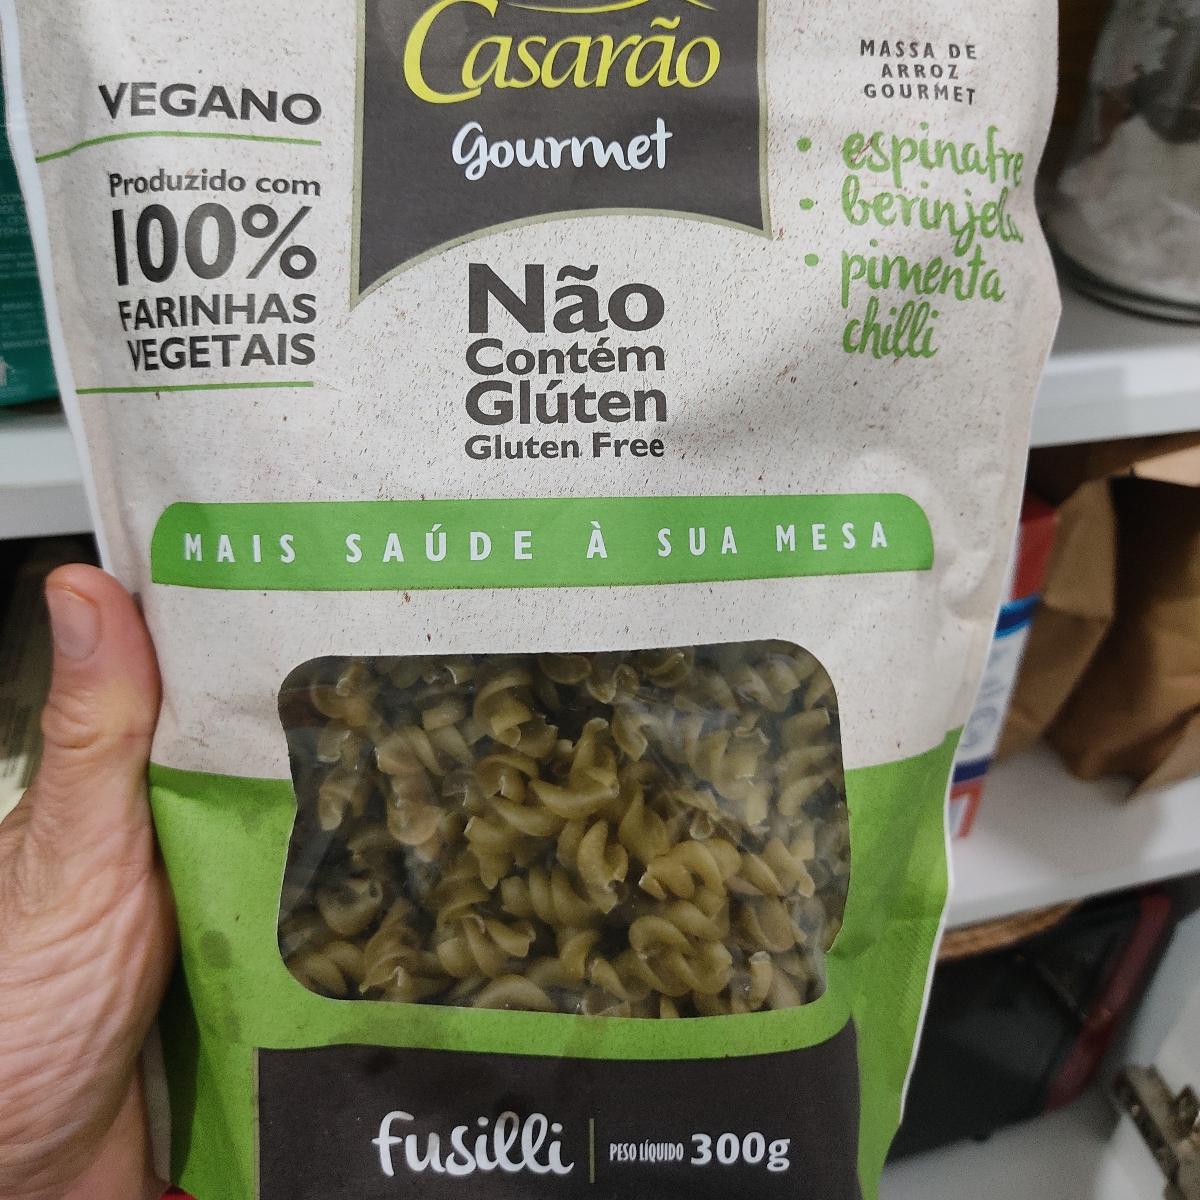 Casarão
gourmet
VEGANO
Produzido com
100%
FARINHAS
VEGETAIS
Não
Contém
Glúten
Gluten Free
MASSA DE
ARROZ
GOURMET
• espinafre
• berinjela
• pimenta
chilli
MAIS SAÚDE À SUA MESA
fusilli | PESO LÍQUIDO 300g